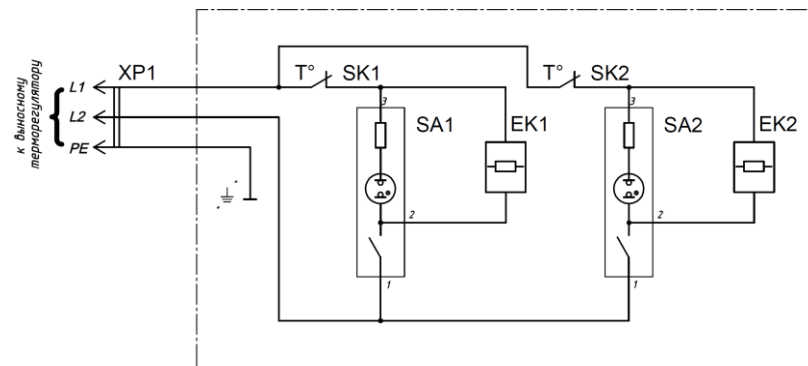 к выносному
терморегулятору
L1
L2
PE
XP1
T° SK1
T° SK2
3
SA1
EK1
2
1
3
SA2
EK2
2
1